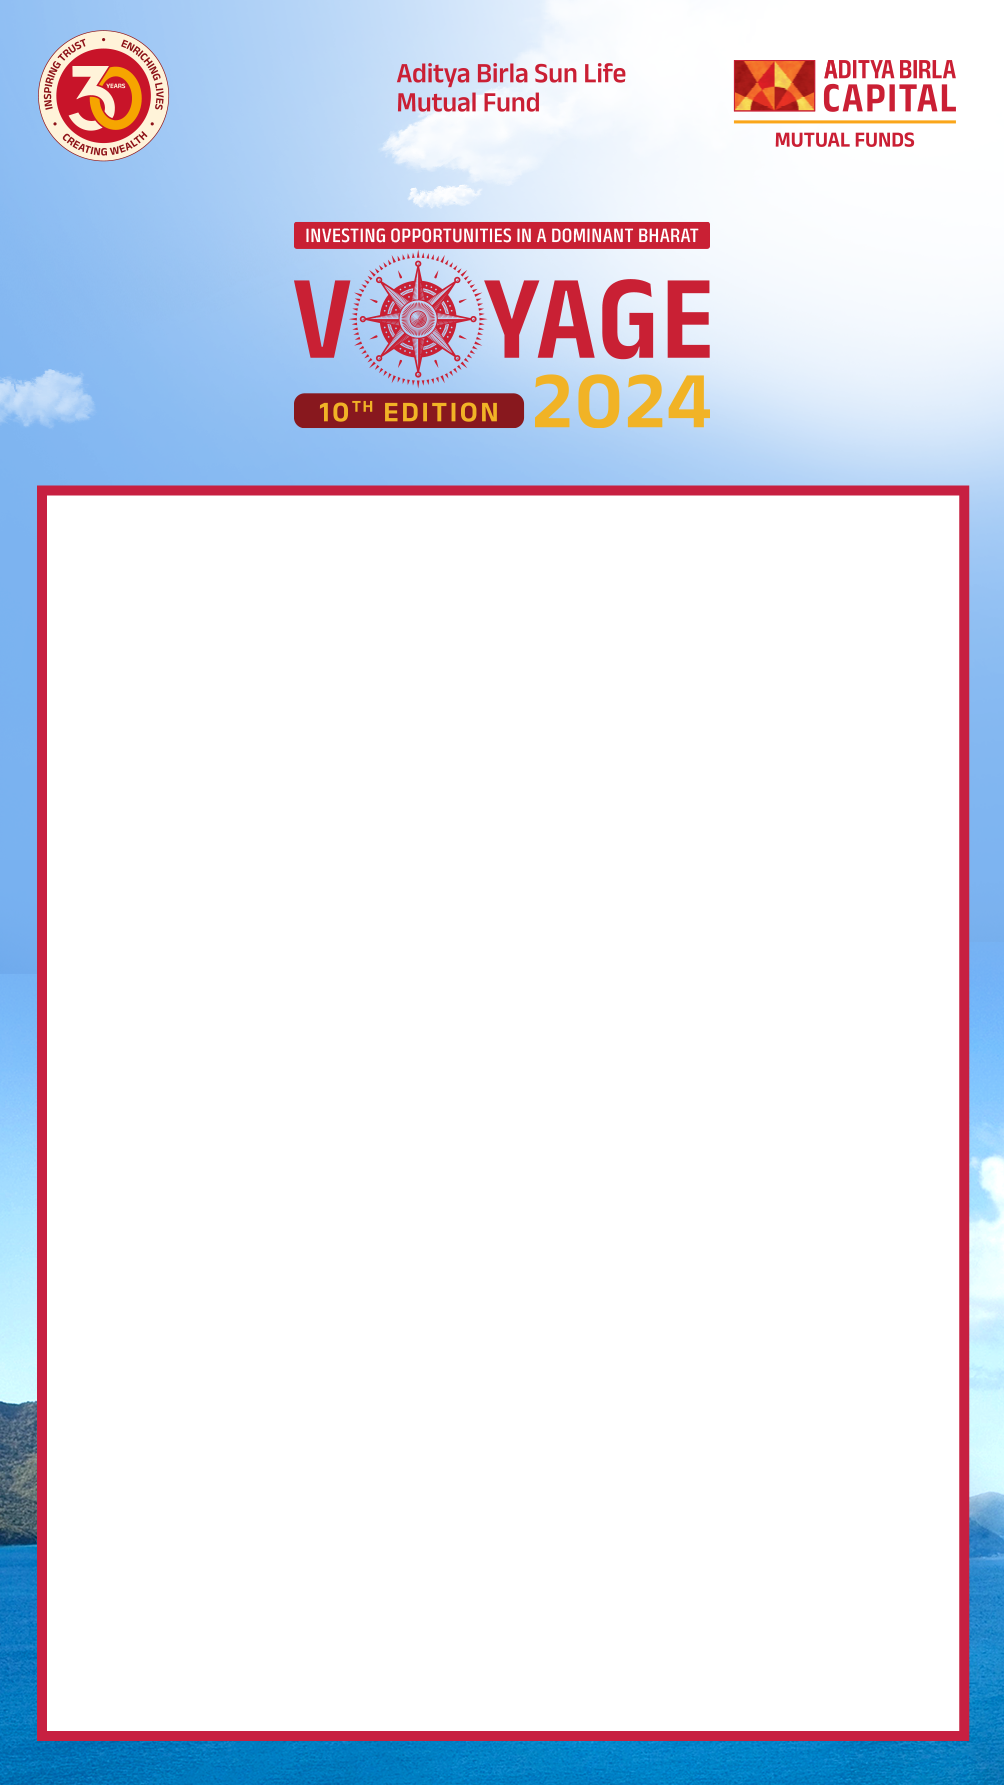 INSPIRING TRUST • ENRICHING LIVES • CREATING WEALTH •
30 YEARS
Aditya Birla Sun Life
Mutual Fund
ADITYA BIRLA
CAPITAL
MUTUAL FUNDS
INVESTING OPPORTUNITIES IN A DOMINANT BHARAT
VOYAGE
10TH EDITION 2024